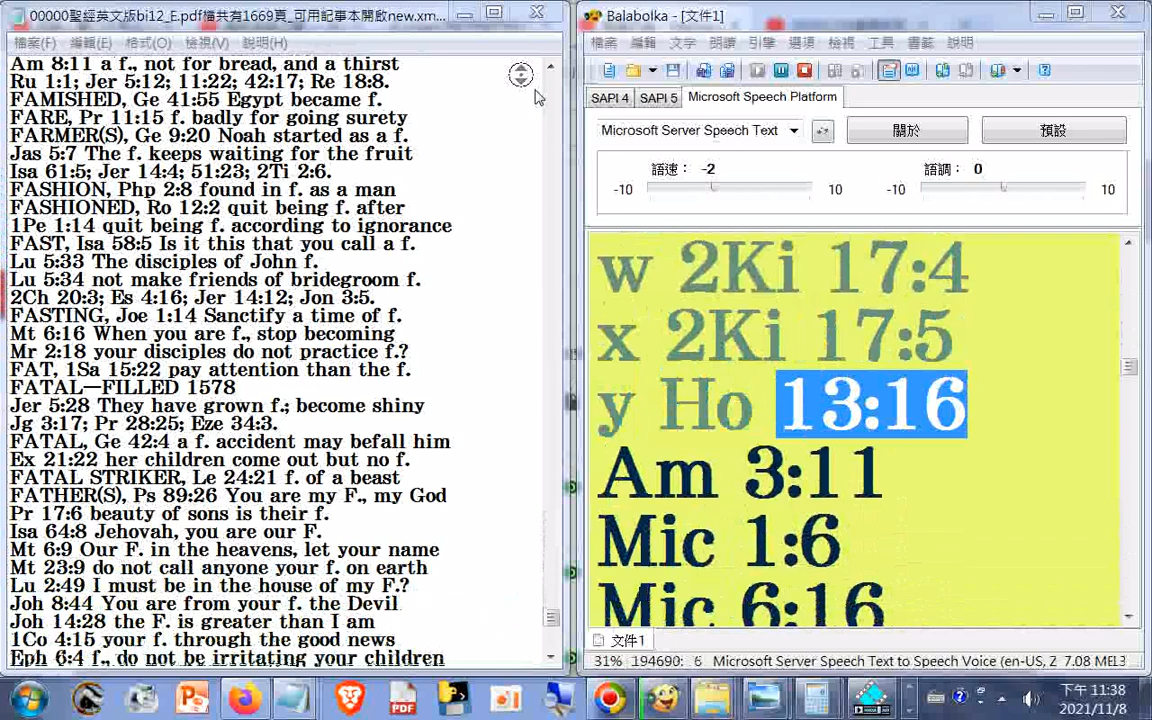 00000聖經英文版bi12_E.pdf檔共有1669頁_可用記事本開啟new.xm...
檔案(F) 編輯(E) 格式(O) 檢視(V) 說明(H)
Am 8:11 a f., not for bread, and a thirst
Ru 1:1; Jer 5:12; 11:22; 42:17; Re 18:8.
FAMISHED, Ge 41:55 Egypt became f.
FARE, Pr 11:15 f. badly for going surety
FARMER(S), Ge 9:20 Noah started as a f.
Jas 5:7 The f. keeps waiting for the fruit
Isa 61:5; Jer 14:4; 51:23; 2Ti 2:6.
FASHION, Php 2:8 found in f. as a man
FASHIONED, Ro 12:2 quit being f. after
1Pe 1:14 quit being f. according to ignorance
FAST, Isa 58:5 Is it this that you call a f.
Lu 5:33 The disciples of John f.
Lu 5:34 not make friends of bridegroom f.
2Ch 20:3; Es 4:16; Jer 14:12; Jon 3:5.
FASTING, Joe 1:14 Sanctify a time of f.
Mt 6:16 When you are f., stop becoming
Mr 2:18 your disciples do not practice f.?
FAT, 1Sa 15:22 pay attention than the f.
FATAL—FILLED 1578
Jer 5:28 They have grown f.; become shiny
Jg 3:17; Pr 28:25; Eze 34:3.
FATAL, Ge 42:4 a f. accident may befall him
Ex 21:22 her children come out but no f.
FATAL STRIKER, Le 24:21 f. of a beast
FATHER(S), Ps 89:26 You are my F., my God
Pr 17:6 beauty of sons is their f.
Isa 64:8 Jehovah, you are our F.
Mt 6:9 Our F. in the heavens, let your name
Mt 23:9 do not call anyone your f. on earth
Lu 2:49 I must be in the house of my F.?
Joh 8:44 You are from your f. the Devil
Joh 14:28 the F. is greater than I am
1Co 4:15 your f. through the good news
Eph 6:4 f., do not be irritating your children
Balabolka - [文件1]
檔案 編輯 文字 朗讀 引擎 選項 檢視 工具 書籤 說明
SAPI 4 SAPI 5 Microsoft Speech Platform
Microsoft Server Speech Text 關於 預設
語速： -2 語調： 0
-10 10 -10 10
w 2Ki 17:4
x 2Ki 17:5
y Ho 13:16
Am 3:11
Mic 1:6
Mic 6:16
文件1
31% 194690: 6 Microsoft Server Speech Text to Speech Voice (en-US, Z 7.08 ME
PDF
下午 11:38
2021/11/8